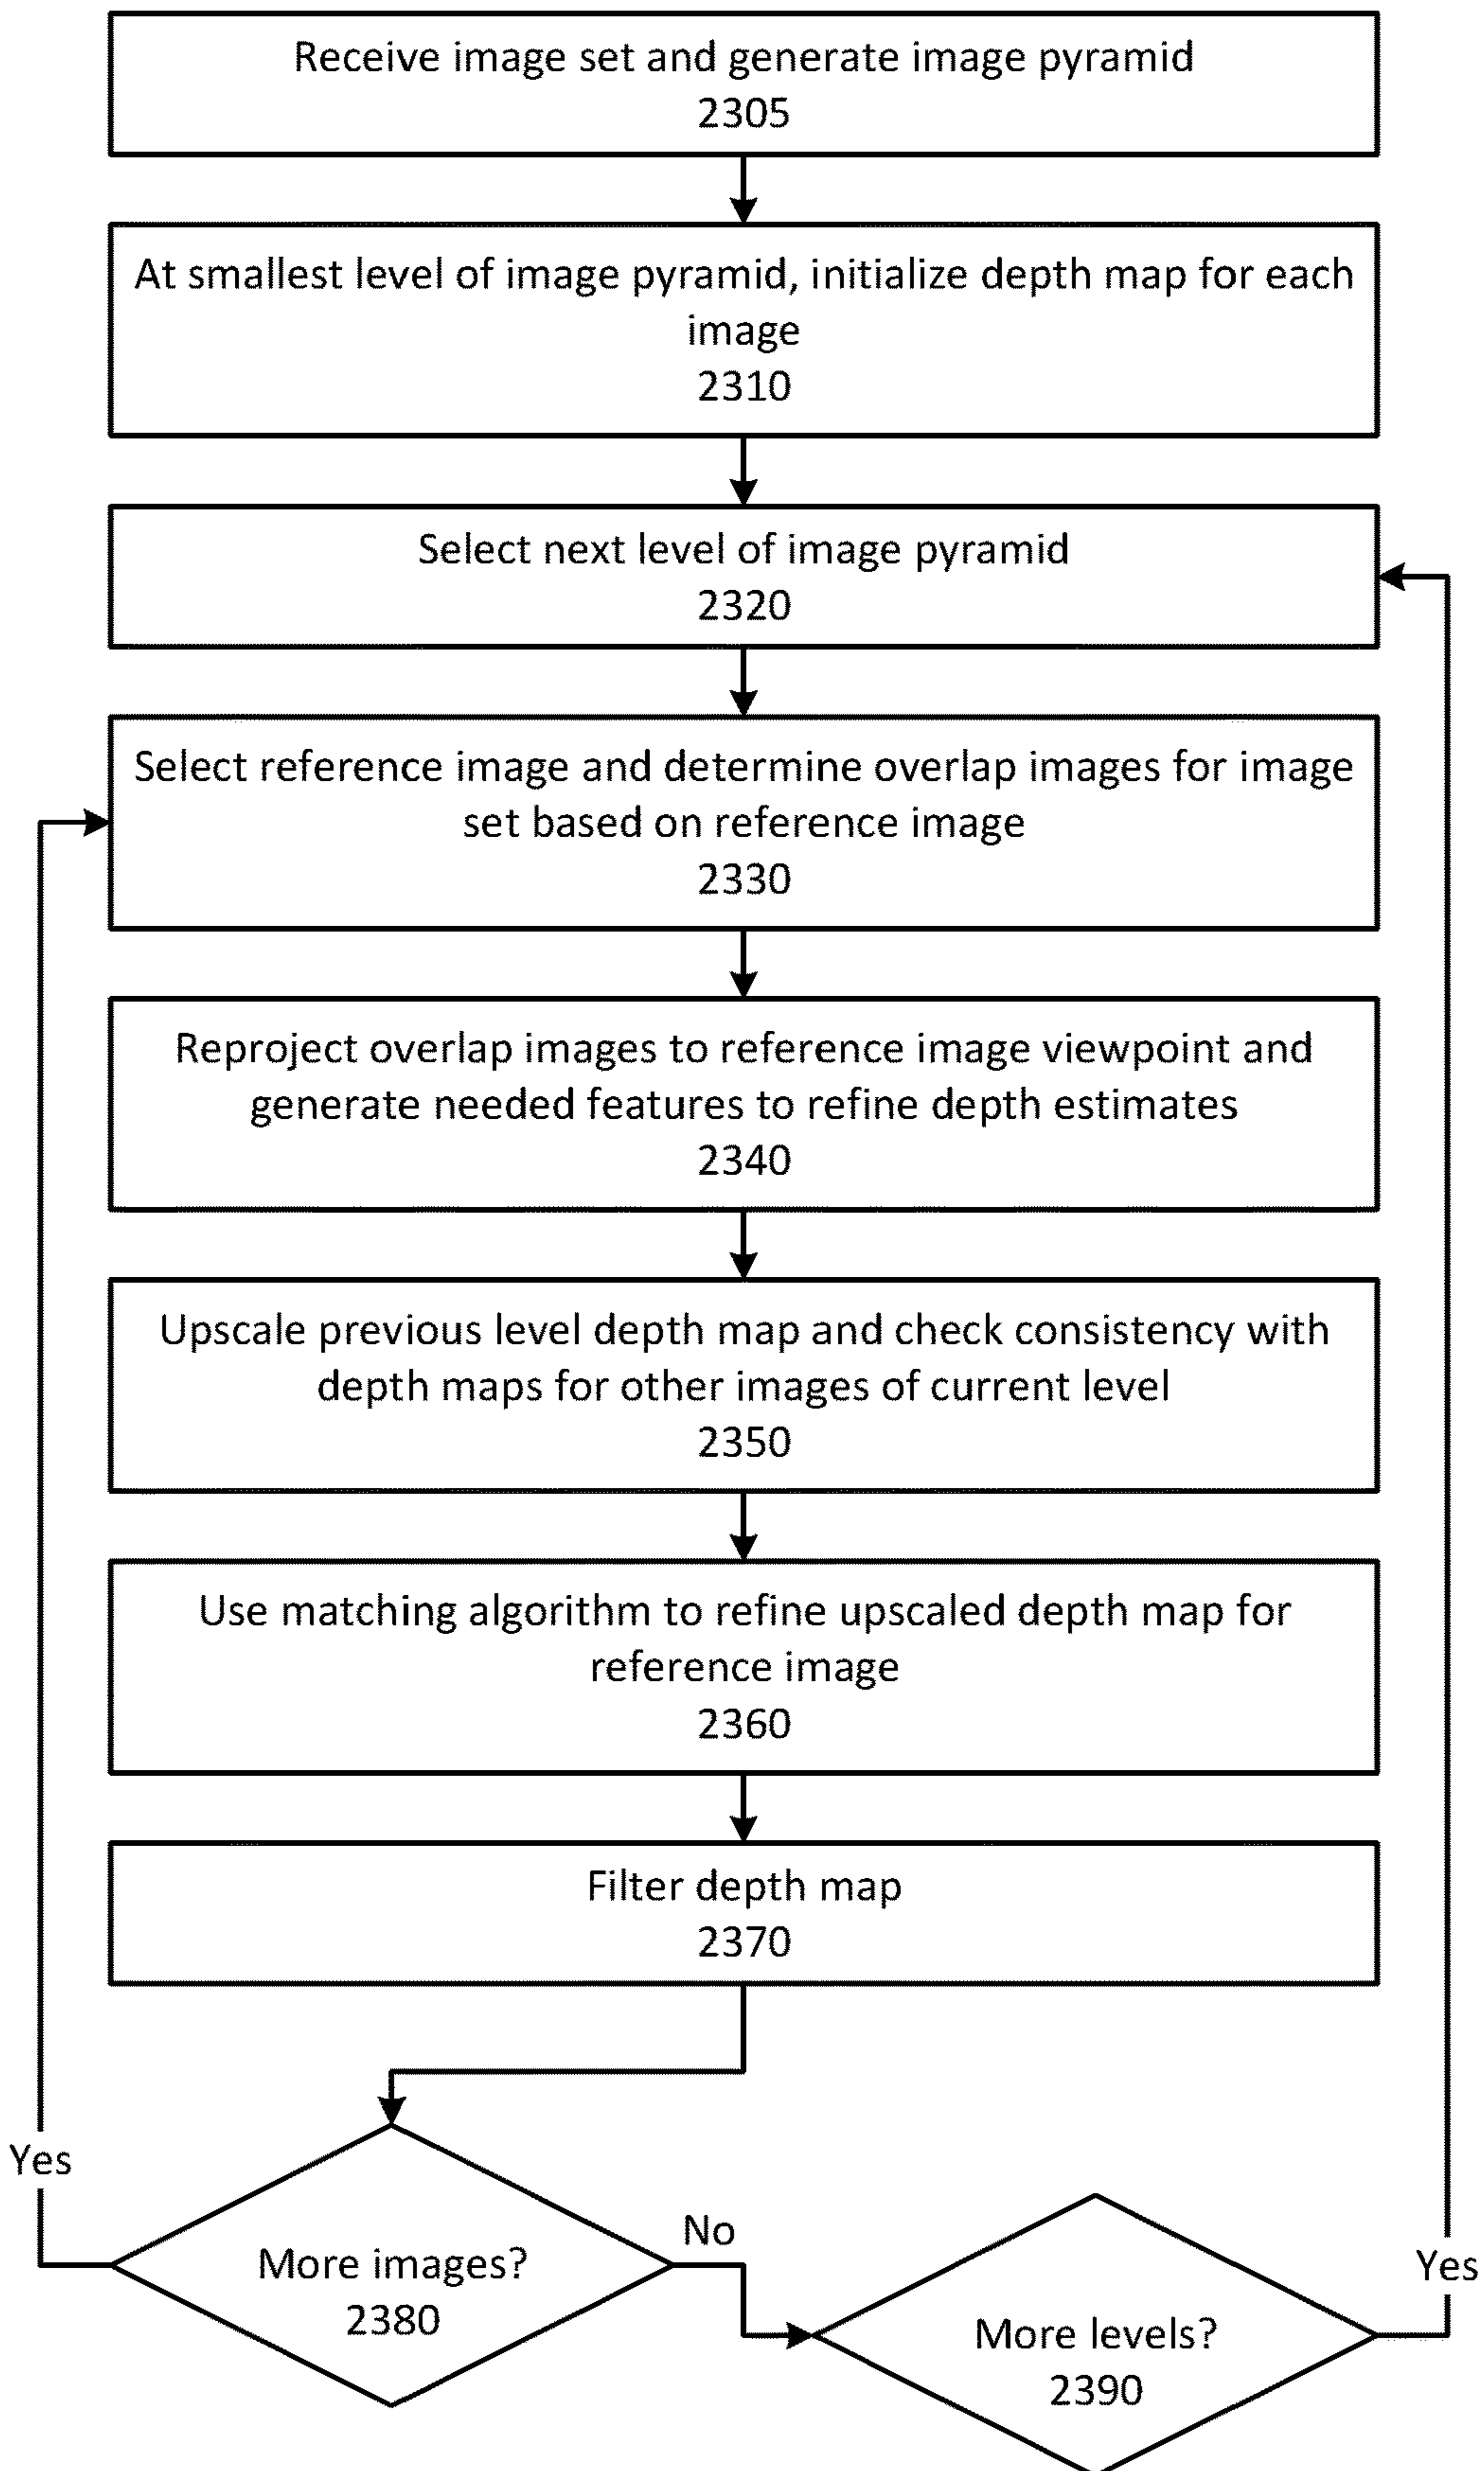 Receive image set and generate image pyramid
2305
At smallest level of image pyramid, initialize depth map for each
image
2310
Select next level of image pyramid
2320
Select reference image and determine overlap images for image
set based on reference image
2330
Reproject overlap images to reference image viewpoint and
generate needed features to refine depth estimates
2340
Upscale previous level depth map and check consistency with
depth maps for other images of current level
2350
Use matching algorithm to refine upscaled depth map for
reference image
2360
Filter depth map
2370
Yes
More images?
2380
No
More levels?
2390
Yes